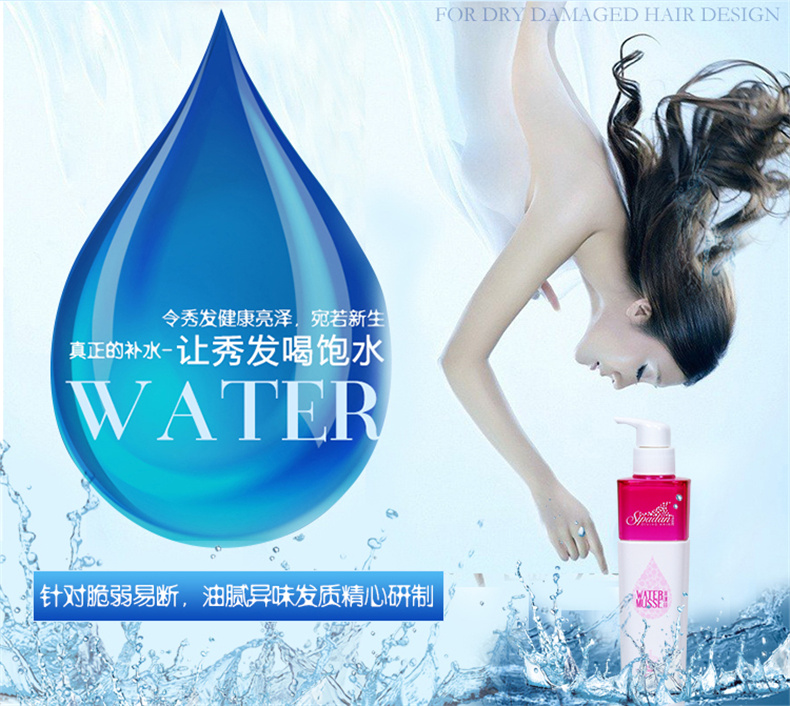 FOR DRY DAMAGED HAIR DESIGN
令秀发健康亮泽，宛若新生
真正的补水-让秀发喝饱水
WATER
针对脆弱易断，油腻异味发质精心研制
Sipadan
WATER
MUSSE